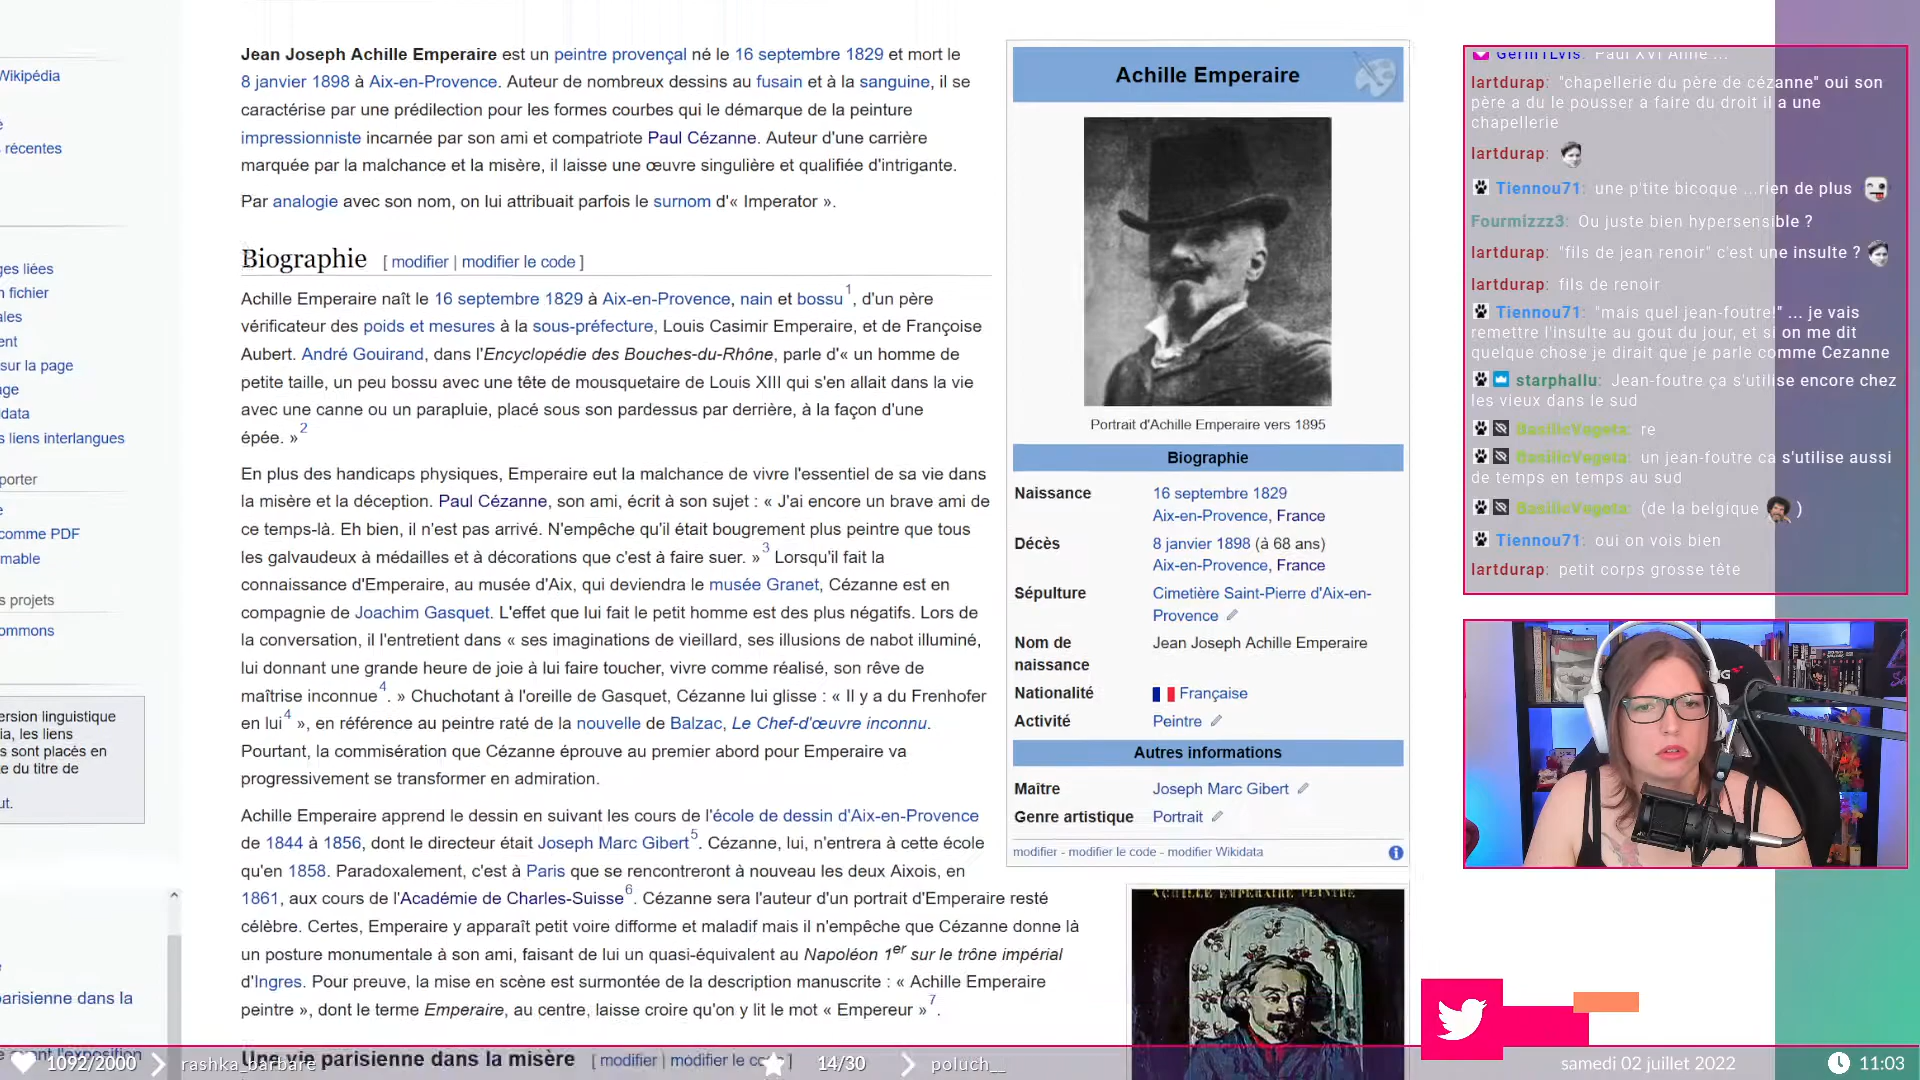 Wikipédia
récentes
ges liées
n fichier
ales
ent
sur la page
age
data
s liens interlangues
porter
comme PDF
mable
s projets
ommons
ersion linguistique
ia, les liens
s sont placés en
e du titre de
ut.
parisienne dans la
Jean Joseph Achille Emperaire est un peintre provençal né le 16 septembre 1829 et mort le
8 janvier 1898 à Aix-en-Provence. Auteur de nombreux dessins au fusain et à la sanguine, il se
caractérise par une prédilection pour les formes courbes qui le démarque de la peinture
impressionniste incarnée par son ami et compatriote Paul Cézanne. Auteur d'une carrière
marquée par la malchance et la misère, il laisse une œuvre singulière et qualifiée d'intrigante.
Par analogie avec son nom, on lui attribuait parfois le surnom d'« Imperator ».
Biographie [ modifier | modifier le code ]
Achille Emperaire naît le 16 septembre 1829 à Aix-en-Provence, nain et bossu1, d'un père
vérificateur des poids et mesures à la sous-préfecture, Louis Casimir Emperaire, et de Françoise
Aubert. André Gouirand, dans l'Encyclopédie des Bouches-du-Rhône, parle d'« un homme de
petite taille, un peu bossu avec une tête de mousquetaire de Louis XIII qui s'en allait dans la vie
avec une canne ou un parapluie, placé sous son pardessus par derrière, à la façon d'une
épée. »2
En plus des handicaps physiques, Emperaire eut la malchance de vivre l'essentiel de sa vie dans
la misère et la déception. Paul Cézanne, son ami, écrit à son sujet : « J'ai encore un brave ami de
ce temps-là. Eh bien, il n'est pas arrivé. N'empêche qu'il était bougrement plus peintre que tous
les galvaudeux à médailles et à décorations que c'est à faire suer. »3 Lorsqu'il fait la
connaissance d'Emperaire, au musée d'Aix, qui deviendra le musée Granet, Cézanne est en
compagnie de Joachim Gasquet. L'effet que lui fait le petit homme est des plus négatifs. Lors de
la conversation, il l'entretient dans « ses imaginations de vieillard, ses illusions de nabot illuminé,
lui donnant une grande heure de joie à lui faire toucher, vivre comme réalisé, son rêve de
maîtrise inconnue4. » Chuchotant à l'oreille de Gasquet, Cézanne lui glisse : « Il y a du Frenhofer
en lui4 », en référence au peintre raté de la nouvelle de Balzac, Le Chef-d'œuvre inconnu.
Pourtant, la commisération que Cézanne éprouve au premier abord pour Emperaire va
progressivement se transformer en admiration.
Achille Emperaire apprend le dessin en suivant les cours de l'école de dessin d'Aix-en-Provence
de 1844 à 1856, dont le directeur était Joseph Marc Gibert5. Cézanne, lui, n'entrera à cette école
qu'en 1858. Paradoxalement, c'est à Paris que se rencontreront à nouveau les deux Aixois, en
1861, aux cours de l'Académie de Charles-Suisse6. Cézanne sera l'auteur d'un portrait d'Emperaire resté
célèbre. Certes, Emperaire y apparaît petit voire difforme et maladif mais il n'empêche que Cézanne donne là
un posture monumentale à son ami, faisant de lui un quasi-équivalent au Napoléon 1er sur le trône impérial
d'Ingres. Pour preuve, la mise en scène est surmontée de la description manuscrite : « Achille Emperaire
peintre », dont le terme Emperaire, au centre, laisse croire qu'on y lit le mot « Empereur »7.
Une vie parisienne dans la misère [ modifier | modifier le co ]
Achille Emperaire
Portrait d'Achille Emperaire vers 1895
Biographie
Naissance 16 septembre 1829
Aix-en-Provence, France
Décès 8 janvier 1898 (à 68 ans)
Aix-en-Provence, France
Sépulture Cimetière Saint-Pierre d'Aix-en-
Provence
Nom de naissance Jean Joseph Achille Emperaire
Nationalité Française
Activité Peintre
Autres informations
Maître Joseph Marc Gibert
Genre artistique Portrait
modifier - modifier le code - modifier Wikidata
ACHILLE EMPERAIRE PEINTRE
Paul XVI Aime ...
lartdurap: "chapellerie du père de cézanne" oui son
père a du le pousser a faire du droit il a une
chapellerie
lartdurap:
Tiennou71: une p'tite bicoque ...rien de plus
Fourmizzz3: Ou juste bien hypersensible ?
lartdurap: "fils de jean renoir" c'est une insulte ?
lartdurap: fils de renoir
Tiennou71: "mais quel jean-foutre!" ... je vais
remettre l'insulte au gout du jour, et si on me dit
quelque chose je dirait que je parle comme Cezanne
starphallu: Jean-foutre ça s'utilise encore chez
les vieux dans le sud
BasilicVegeta: re
BasilicVegeta: un jean-foutre ca s'utilise aussi
de temps en temps au sud
BasilicVegeta: (de la belgique )
Tiennou71: oui on vois bien
lartdurap: petit corps grosse tête
1092/2000 rashka_barbare 14/30 poluch__ samedi 02 juillet 2022 11:03